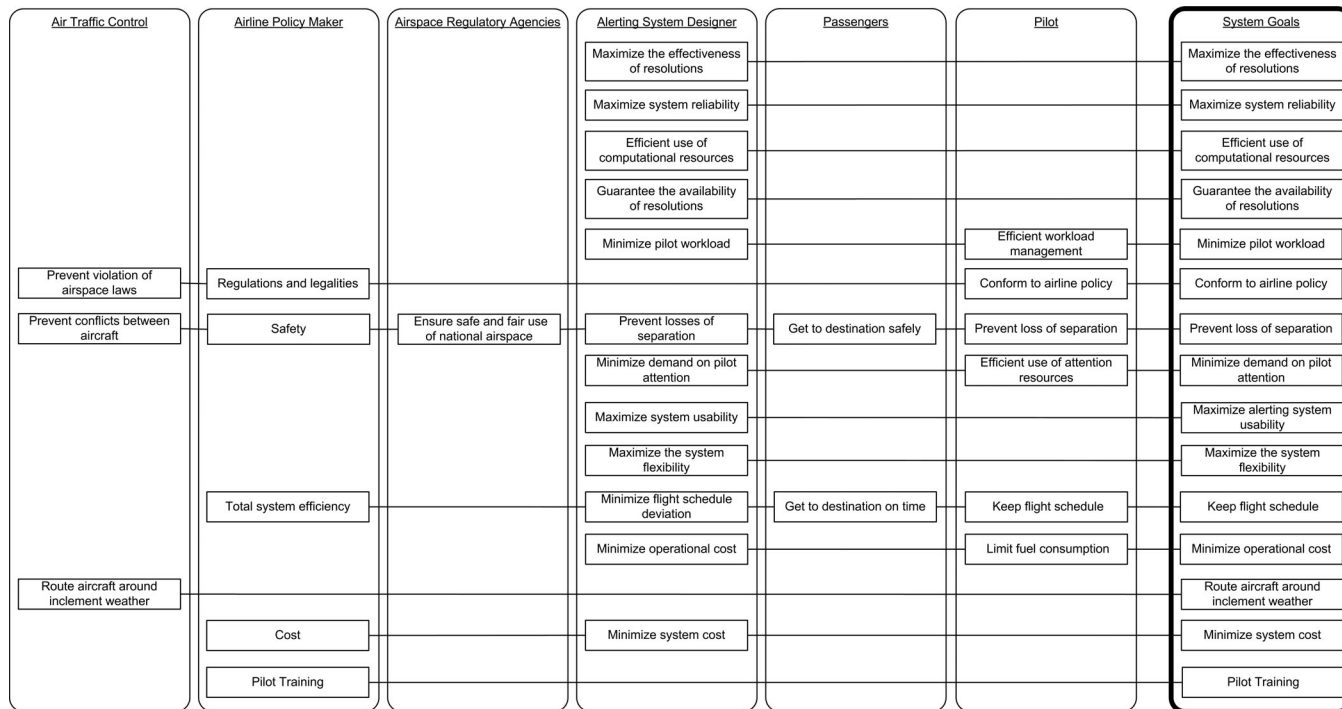 Air Traffic Control
Airline Policy Maker
Airspace Regulatory Agencies
Alerting System Designer
Passengers
Pilot
System Goals
Maximize the effectiveness
of resolutions
Maximize the effectiveness
of resolutions
Maximize system reliability
Maximize system reliability
Efficient use of
computational resources
Efficient use of
computational resources
Guarantee the availability
of resolutions
Guarantee the availability
of resolutions
Minimize pilot workload
Efficient workload
management
Minimize pilot workload
Prevent violation of
airspace laws
Regulations and legalities
Conform to airline policy
Conform to airline policy
Prevent conflicts between
aircraft
Safety
Ensure safe and fair use
of national airspace
Prevent losses of
separation
Get to destination safely
Prevent loss of separation
Prevent loss of separation
Minimize demand on pilot
attention
Efficient use of attention
resources
Minimize demand on pilot
attention
Maximize system usability
Maximize alerting system
usability
Maximize the system
flexibility
Maximize the system
flexibility
Total system efficiency
Minimize flight schedule
deviation
Get to destination on time
Keep flight schedule
Keep flight schedule
Minimize operational cost
Limit fuel consumption
Minimize operational cost
Route aircraft around
inclement weather
Route aircraft around
inclement weather
Cost
Minimize system cost
Minimize system cost
Pilot Training
Pilot Training